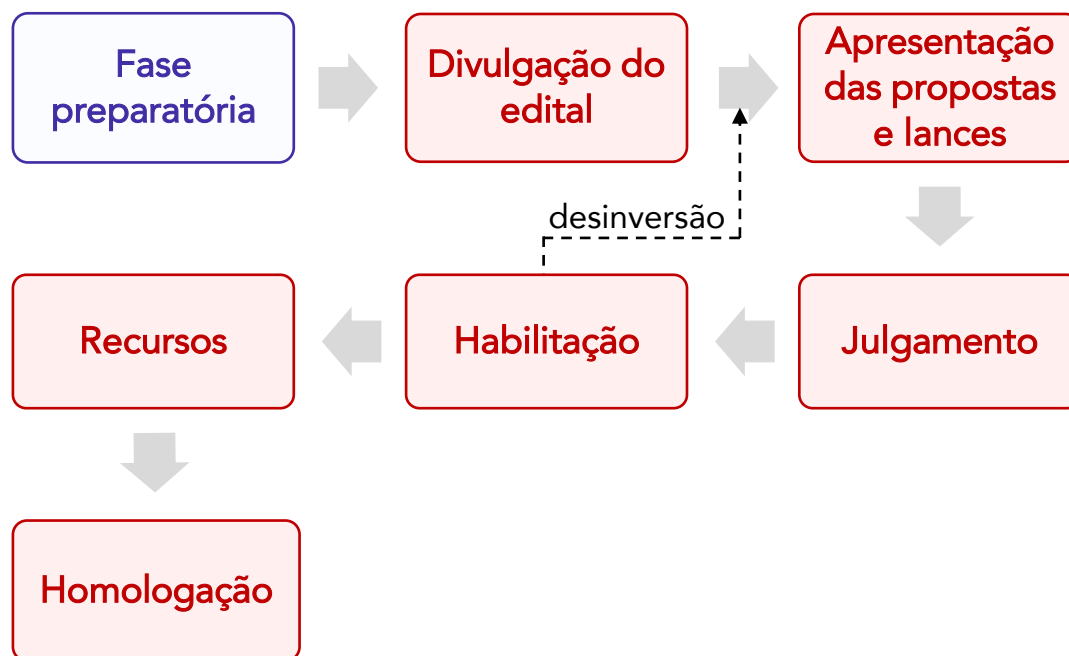 Fase
preparatória
Divulgação do
edital
Apresentação
das propostas
e lances
desinversão
Recursos
Habilitação
Julgamento
Homologação